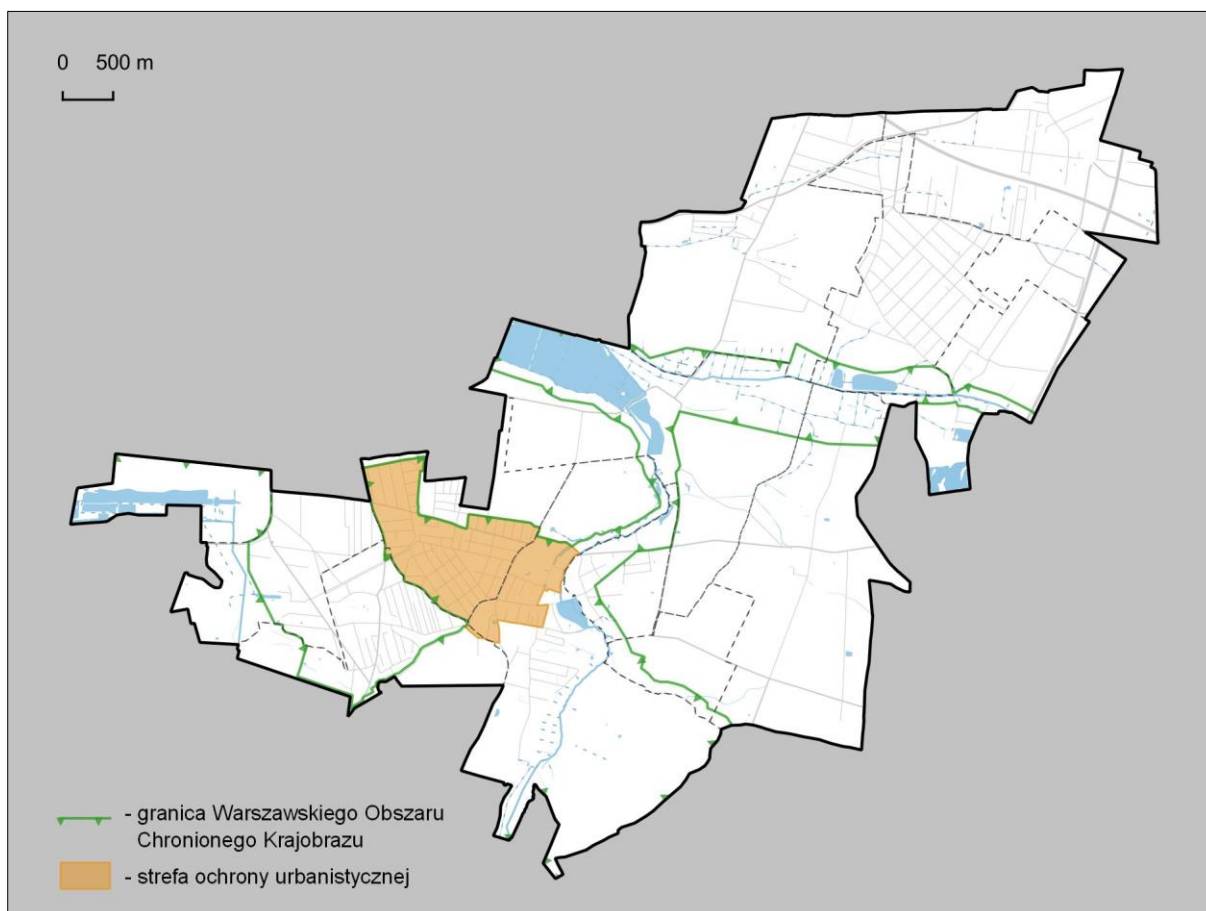 0 500 m
- granica Warszawskiego Obszaru
Chronionego Krajobrazu
- strefa ochrony urbanistycznej